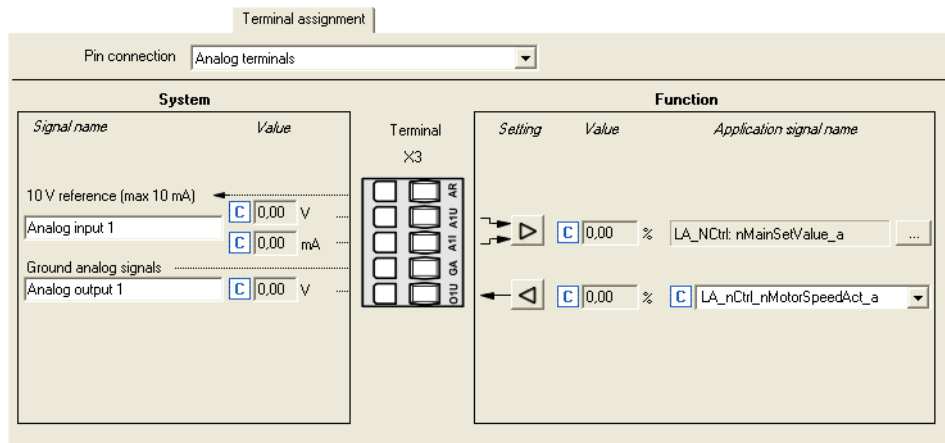 Terminal assignment
Pin connection Analog terminals
System Function
Signal name Value Terminal Setting Value Application signal name
X3
10 V reference (max 10 mA) AR
C 0,00 V A1U
Analog input 1 C 0,00 % LA_NCtrl: nMainSetValue_a ...
C 0,00 mA A1I
Ground analog signals GA
Analog output 1 C 0,00 V O1U C 0,00 % C LA_nCtrl_nMotorSpeedAct_a